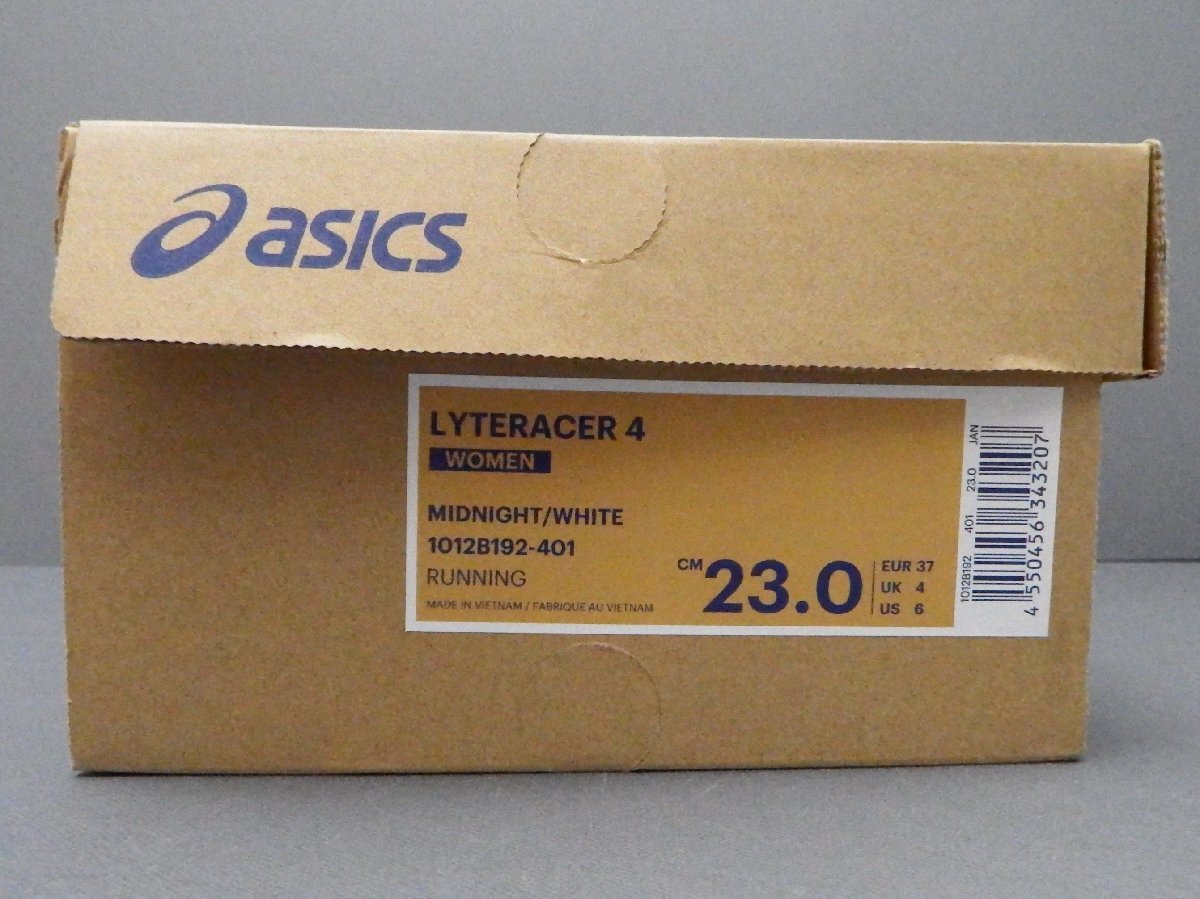 asics
LYTERACER 4
WOMEN
MIDNIGHT/WHITE
1012B192-401
RUNNING
MADE IN VIETNAM / FABRIQUE AU VIETNAM
CM 23.0
EUR 37
UK 4
US 6
1012B192 401 23.0 JAN
4 550456 343207